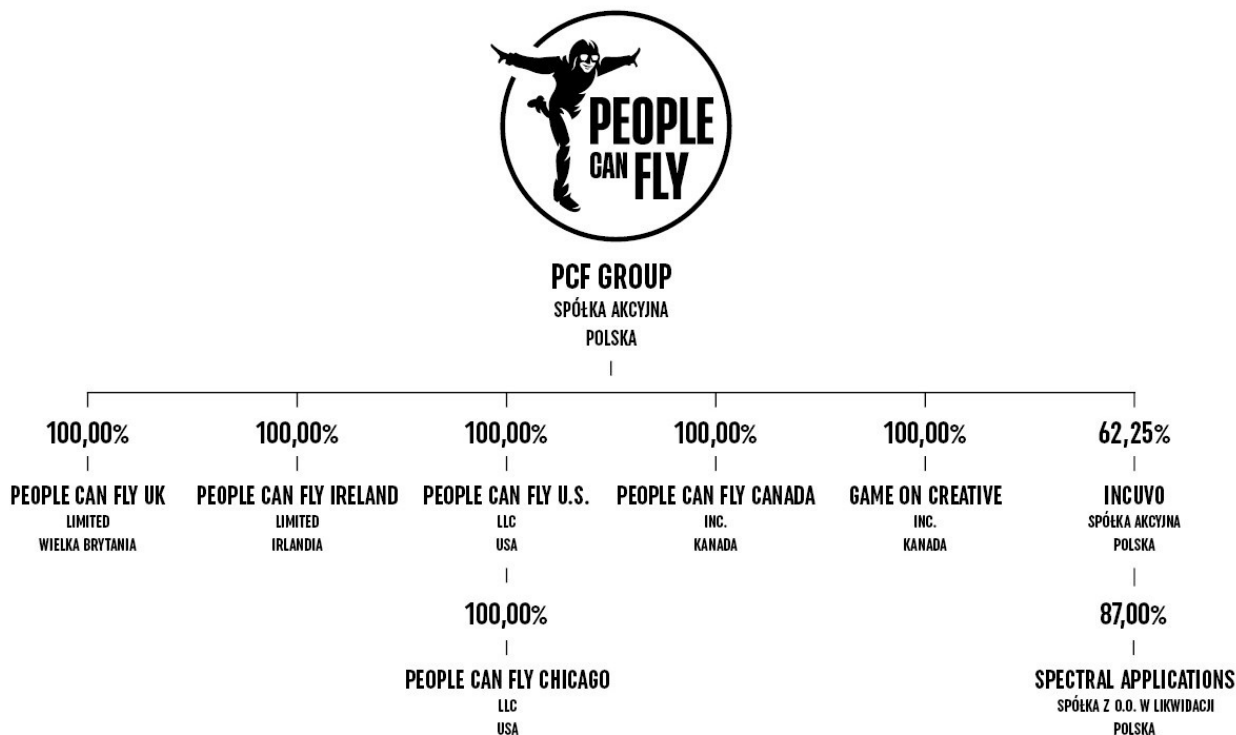 PEOPLE
CAN FLY
PCF GROUP
SPÓŁKA AKCYJNA
POLSKA
100,00% 100,00% 100,00% 100,00% 100,00% 62,25%
PEOPLE CAN FLY UK PEOPLE CAN FLY IRELAND PEOPLE CAN FLY U.S. PEOPLE CAN FLY CANADA GAME ON CREATIVE INCUVO
LIMITED LIMITED LLC INC. INC. SPÓŁKA AKCYJNA
WIELKA BRYTANIA IRLANDIA USA KANADA KANADA POLSKA
100,00% 87,00%
PEOPLE CAN FLY CHICAGO SPECTRAL APPLICATIONS
LLC SPÓŁKA Z O.O. W LIKWIDACJI
USA POLSKA